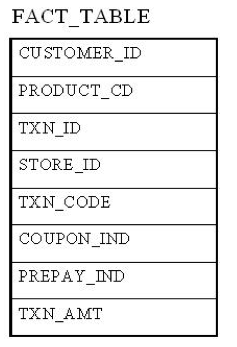 FACT_TABLE
CUSTOMER_ID
PRODUCT_CD
TXN_ID
STORE_ID
TXN_CODE
COUPON_IND
PREPAY_IND
TXN_AMT